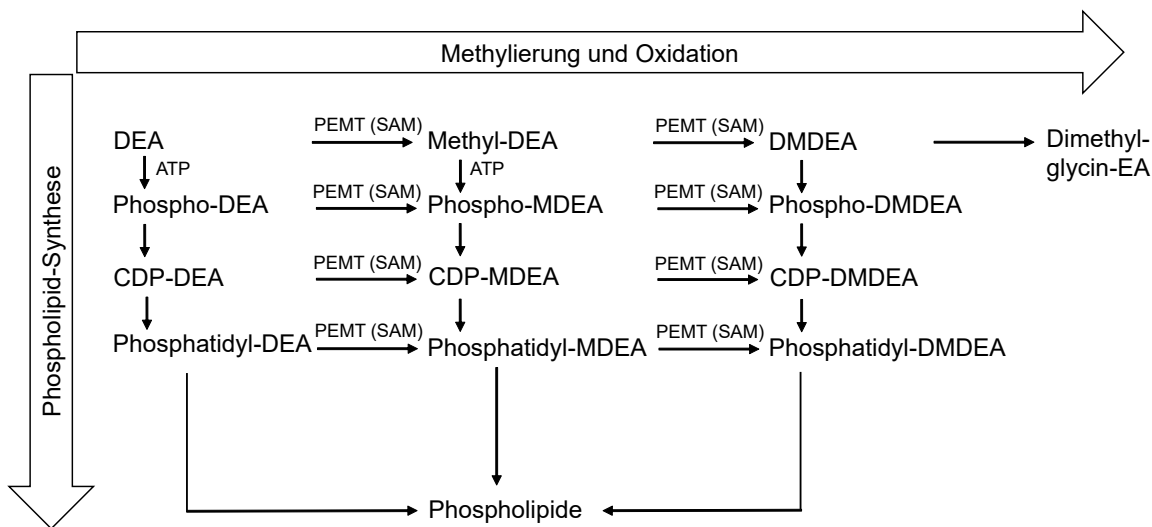 Methylierung und Oxidation
Phospholipid-Synthese
PEMT (SAM)
PEMT (SAM)
DEA
Methyl-DEA
DMDEA
Dimethyl-
glycin-EA
ATP
ATP
PEMT (SAM)
PEMT (SAM)
Phospho-DEA
Phospho-MDEA
Phospho-DMDEA
PEMT (SAM)
PEMT (SAM)
CDP-DEA
CDP-MDEA
CDP-DMDEA
PEMT (SAM)
PEMT (SAM)
Phosphatidyl-DEA
Phosphatidyl-MDEA
Phosphatidyl-DMDEA
Phospholipide